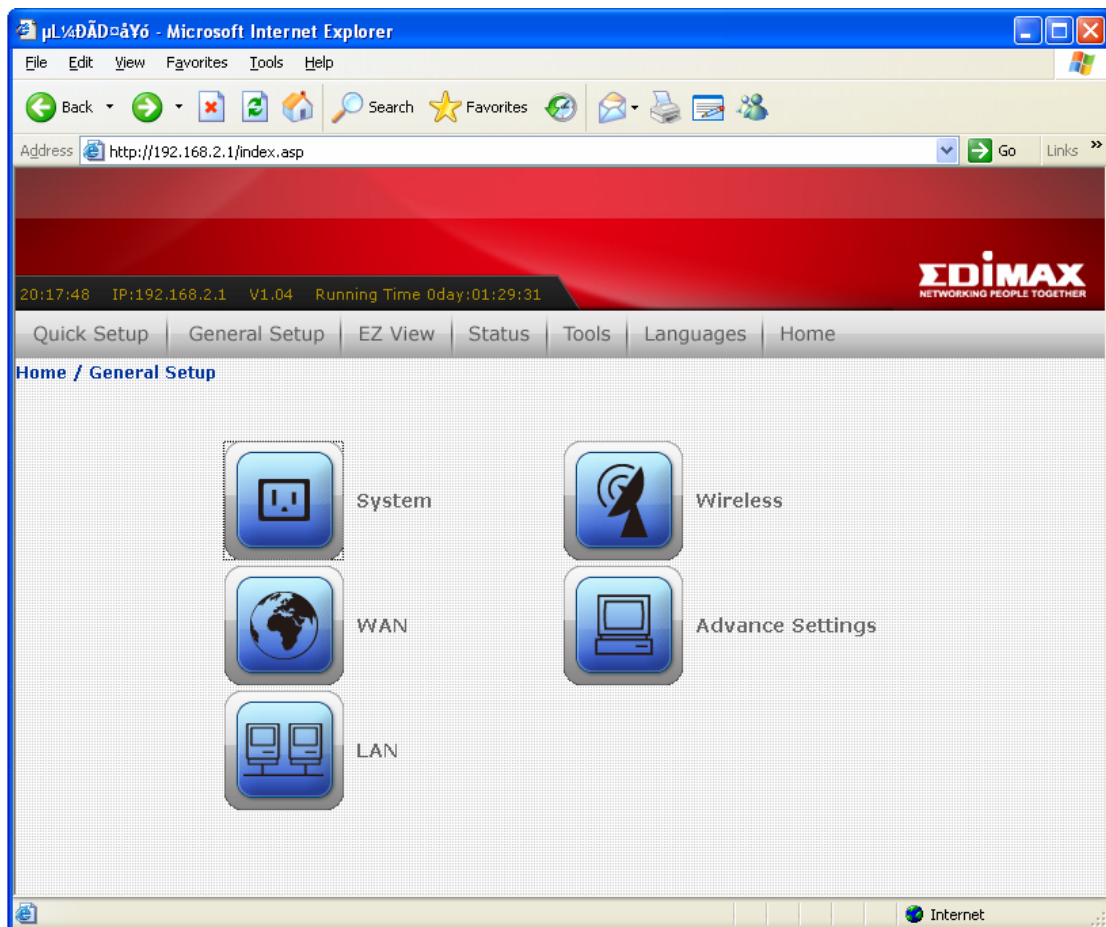 µL¼ÐÃD¤åYó - Microsoft Internet Explorer
File Edit View Favorites Tools Help
Back Search Favorites
Address http://192.168.2.1/index.asp Go Links »
EDIMAX
NETWORKING PEOPLE TOGETHER
20:17:48 IP:192.168.2.1 V1.04 Running Time 0day:01:29:31
Quick Setup General Setup EZ View Status Tools Languages Home
Home / General Setup
System Wireless
WAN Advance Settings
LAN
Internet